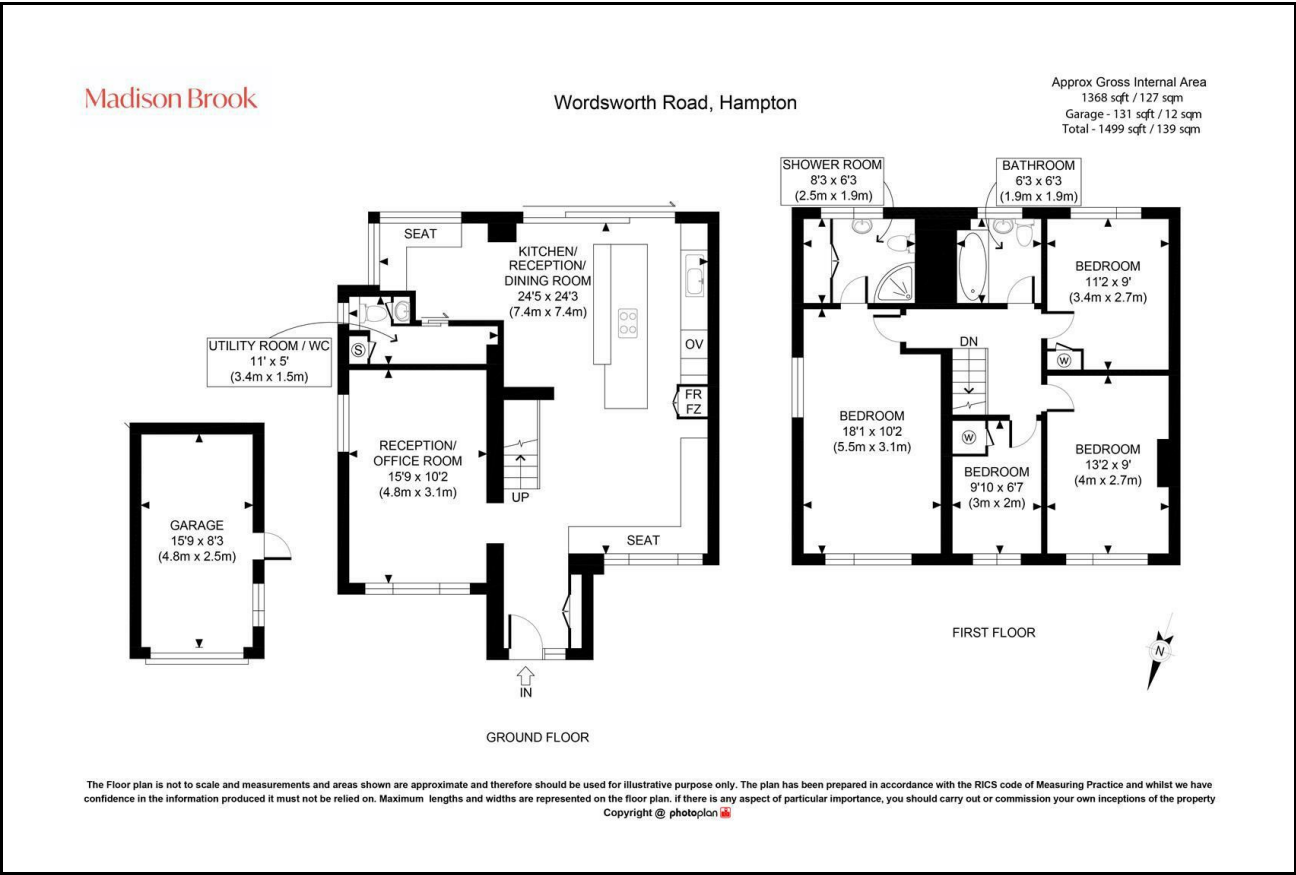 Madison Brook
Wordsworth Road, Hampton
Approx Gross Internal Area
1368 sqft / 127 sqm
Garage - 131 sqft / 12 sqm
Total - 1499 sqft / 139 sqm
SEAT
KITCHEN/
RECEPTION/
DINING ROOM
24'5 x 24'3
(7.4m x 7.4m)
OV
FR
FZ
UTILITY ROOM / WC
11' x 5'
(3.4m x 1.5m)
S
RECEPTION/
OFFICE ROOM
15'9 x 10'2
(4.8m x 3.1m)
UP
SEAT
GARAGE
15'9 x 8'3
(4.8m x 2.5m)
IN
GROUND FLOOR
SHOWER ROOM
8'3 x 6'3
(2.5m x 1.9m)
BATHROOM
6'3 x 6'3
(1.9m x 1.9m)
BEDROOM
11'2 x 9'
(3.4m x 2.7m)
DN
W
BEDROOM
18'1 x 10'2
(5.5m x 3.1m)
W
BEDROOM
9'10 x 6'7
(3m x 2m)
BEDROOM
13'2 x 9'
(4m x 2.7m)
FIRST FLOOR
N
The Floor plan is not to scale and measurements and areas shown are approximate and therefore should be used for illustrative purpose only. The plan has been prepared in accordance with the RICS code of Measuring Practice and whilst we have
confidence in the information produced it must not be relied on. Maximum lengths and widths are represented on the floor plan. if there is any aspect of particular importance, you should carry out or commission your own inceptions of the property
Copyright @ photoplan